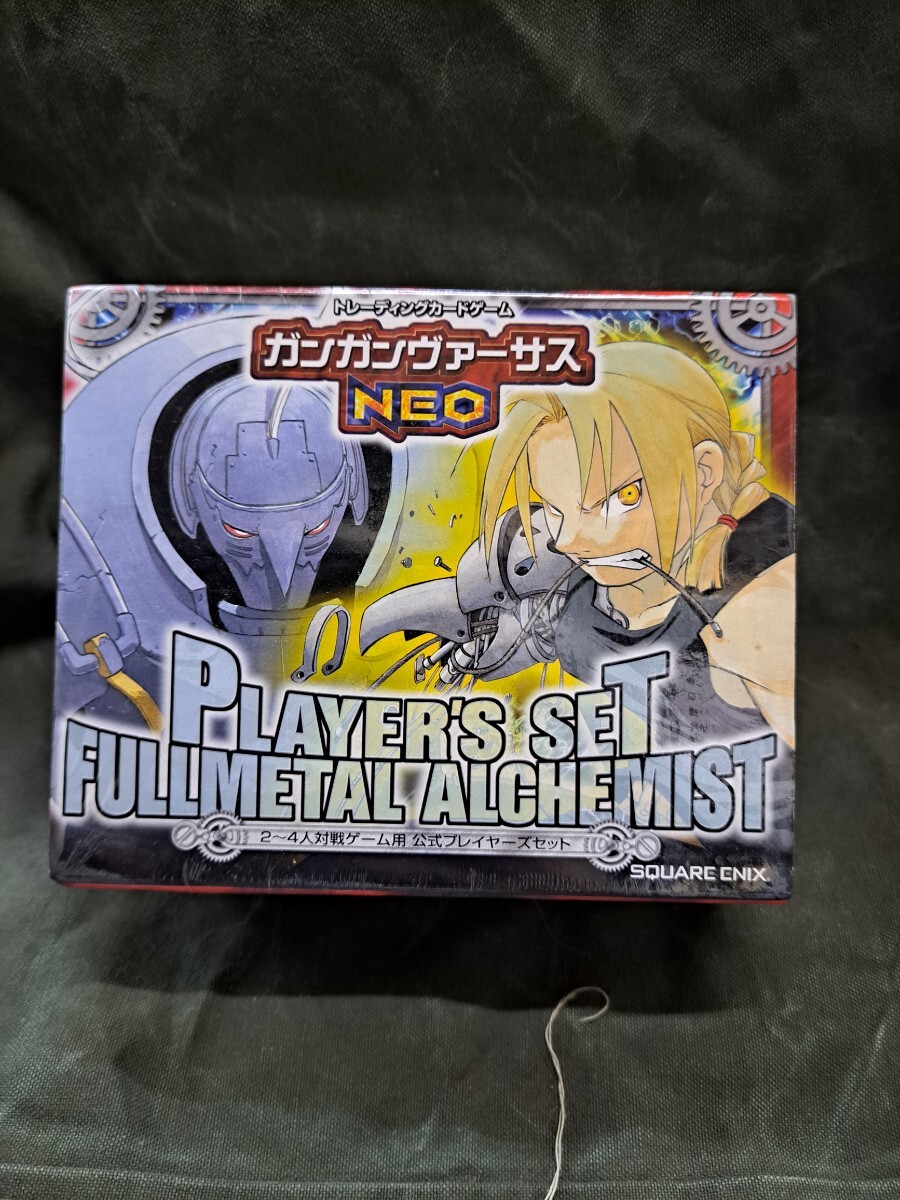 トレーディングカードゲーム
ガンガンヴァーサス
NEO
PLAYER'S SET
FULLMETAL ALCHEMIST
2〜4人対戦ゲーム用 公式プレイヤーズセット
SQUARE ENIX.